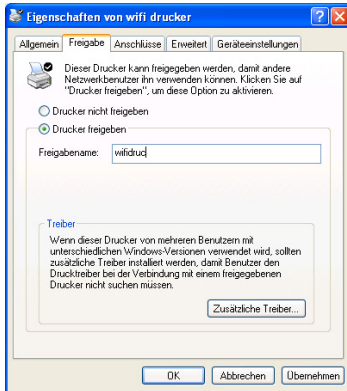 Eigenschaften von wifi drucker
Allgemein Freigabe Anschlüsse Erweitert Geräteeinstellungen
Dieser Drucker kann freigegeben werden, damit andere
Netzwerkbenutzer ihn verwenden können. Klicken Sie auf
"Drucker freigeben", um diese Option zu aktivieren.
Drucker nicht freigeben
Drucker freigeben
Freigabename: wifidruc
Treiber
Wenn dieser Drucker von mehreren Benutzern mit
unterschiedlichen Windows-Versionen verwendet wird, sollten
zusätzliche Treiber installiert werden, damit Benutzer den
Drucktreiber bei der Verbindung mit einem freigegebenen
Drucker nicht suchen müssen.
Zusätzliche Treiber...
OK Abbrechen Übernehmen